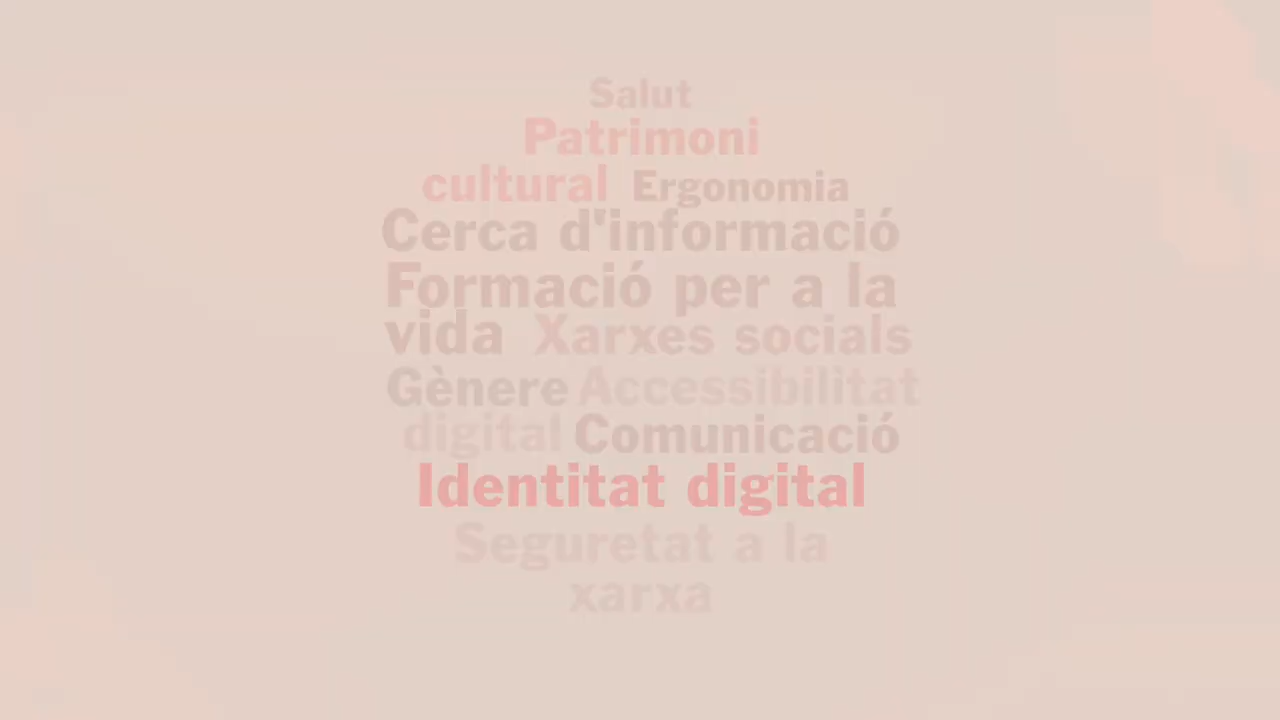 Salut
Patrimoni
cultural Ergonomia
Cerca d'informació
Formació per a la
vida Xarxes socials
Gènere Accessibilitat
digital Comunicació
Identitat digital
Seguretat a la
xarxa